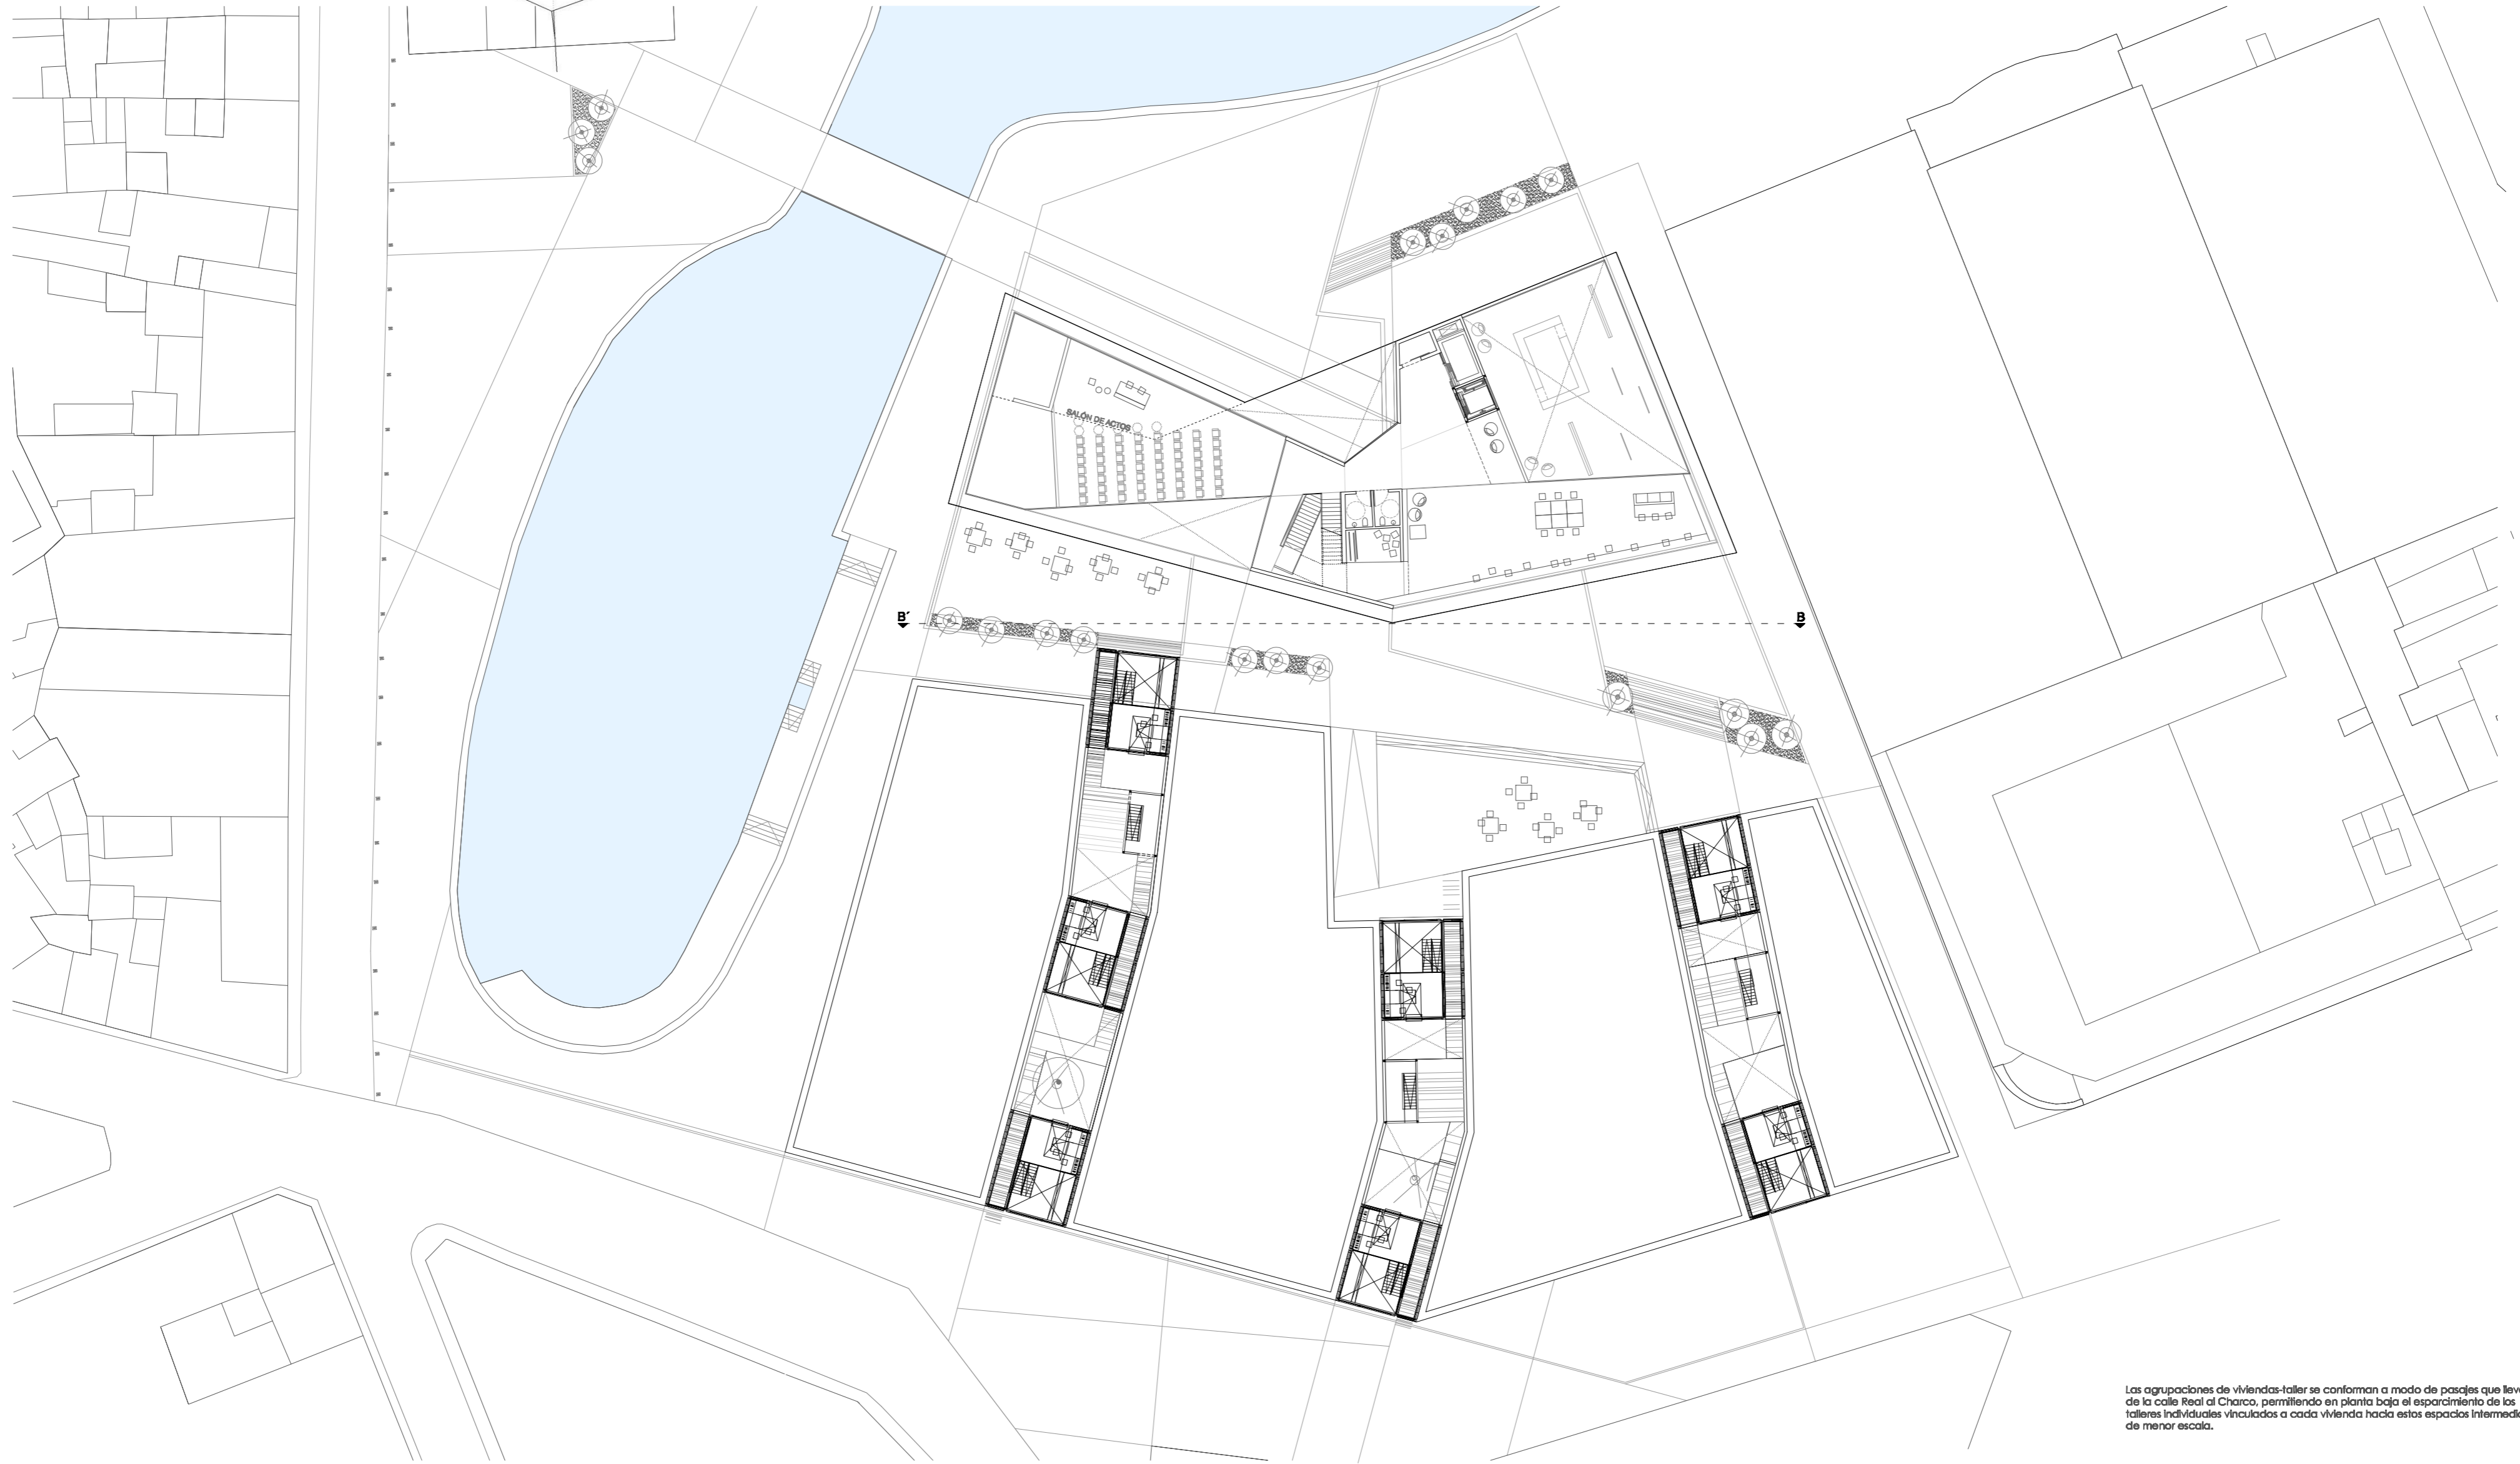 SALÓN DE ACTOS
B´
B
Las agrupaciones de viviendas-taller se conforman a modo de pasajes que
de la calle Real al Charco, permitiendo en planta baja el esparcimiento de los
talleres individuales vinculados a cada vivienda hacia estos espacios
de menor escala.